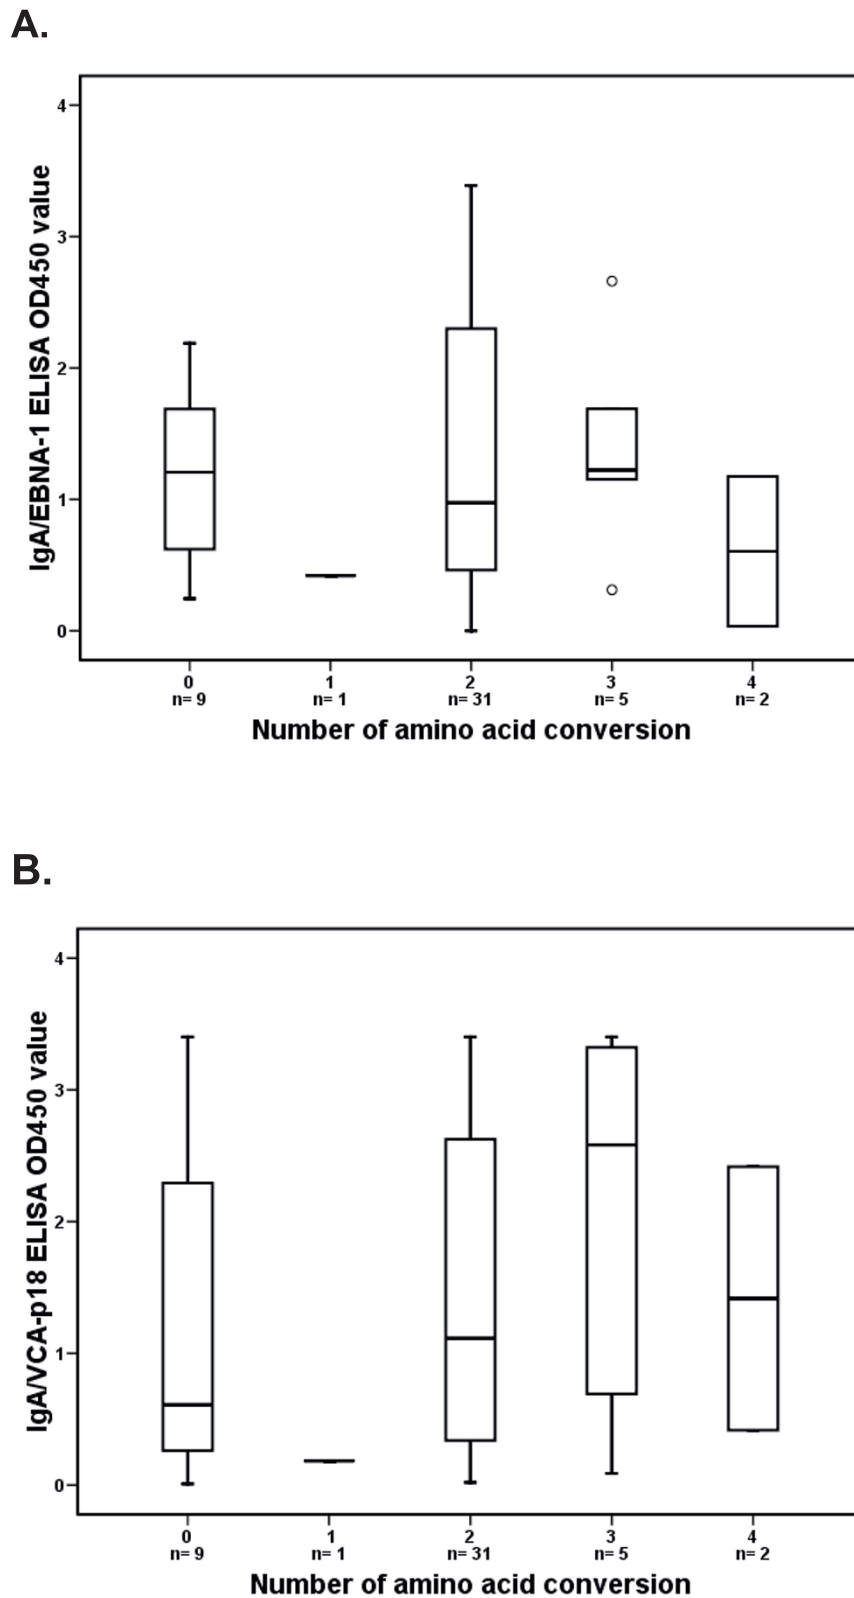 A.
IgA/EBNA-1 ELISA OD450 value
4
3
2
1
0
0 1 2 3 4
n= 9 n= 1 n= 31 n= 5 n= 2
Number of amino acid conversion
B.
IgA/VCA-p18 ELISA OD450 value
4
3
2
1
0
0 1 2 3 4
n= 9 n= 1 n= 31 n= 5 n= 2
Number of amino acid conversion